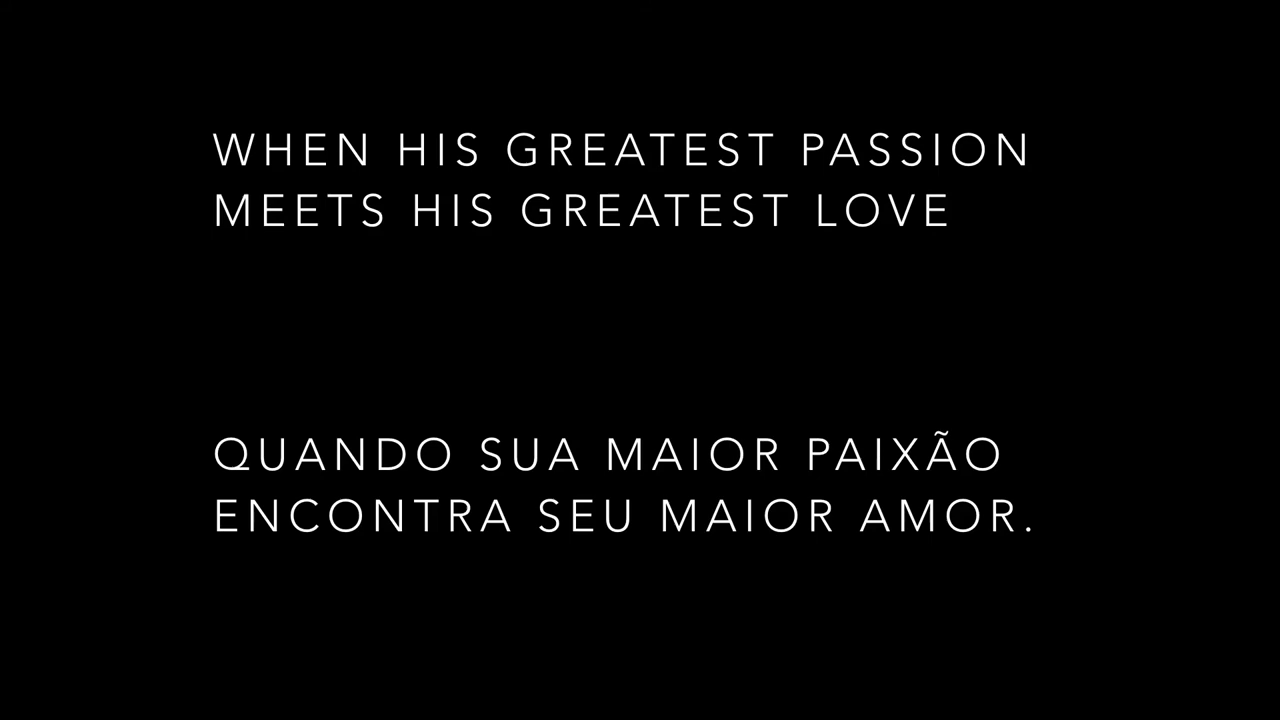 WHEN HIS GREATEST PASSION
MEETS HIS GREATEST LOVE
QUANDO SUA MAIOR PAIXÃO
ENCONTRA SEU MAIOR AMOR.